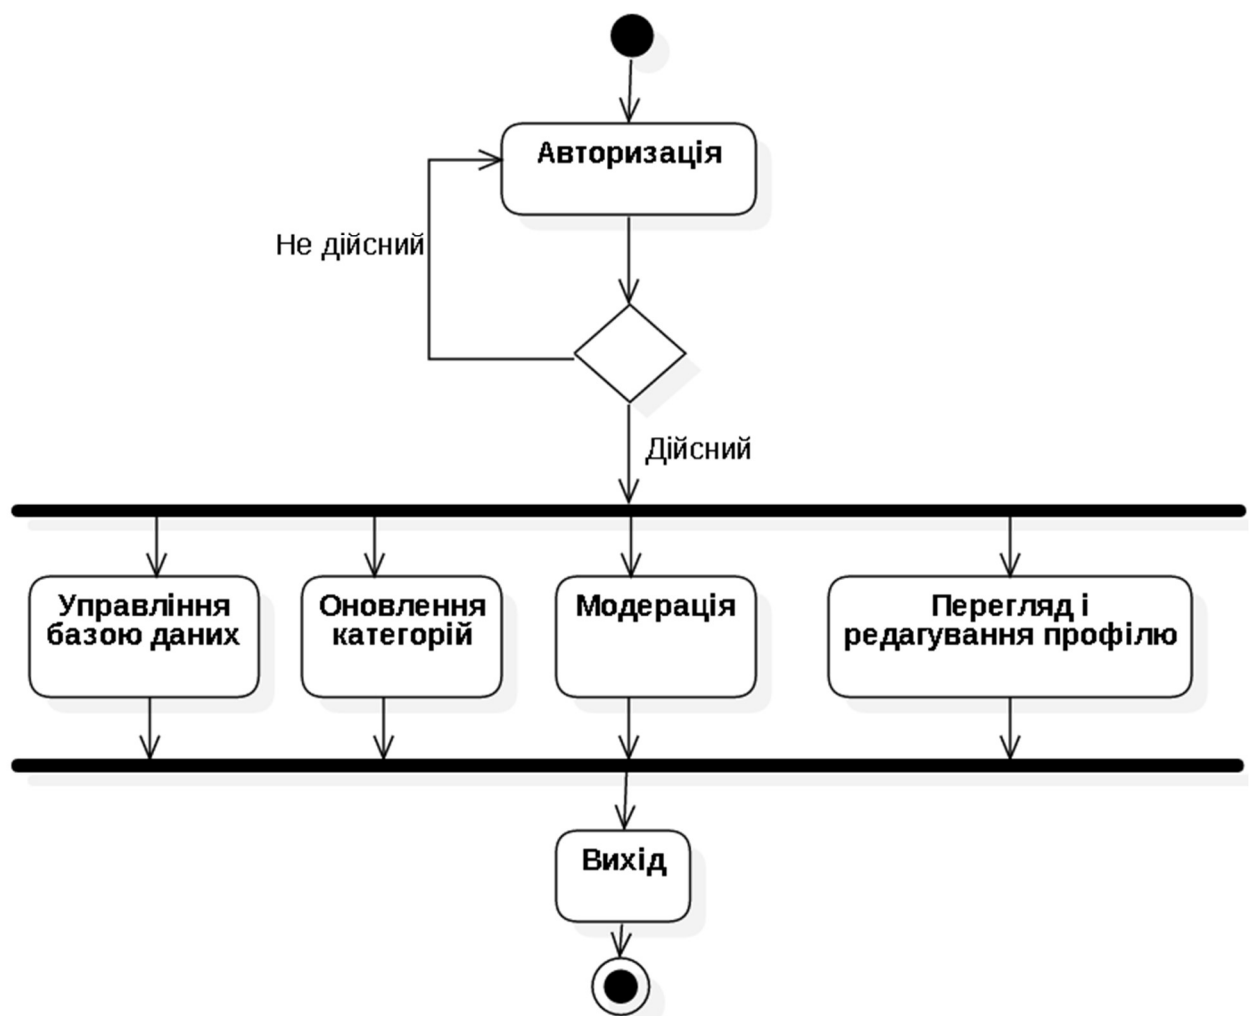 Авторизація
Не дійсний
Дійсний
Управління
базою даних
Оновлення
категорій
Модерація
Перегляд і
редагування профілю
Вихід